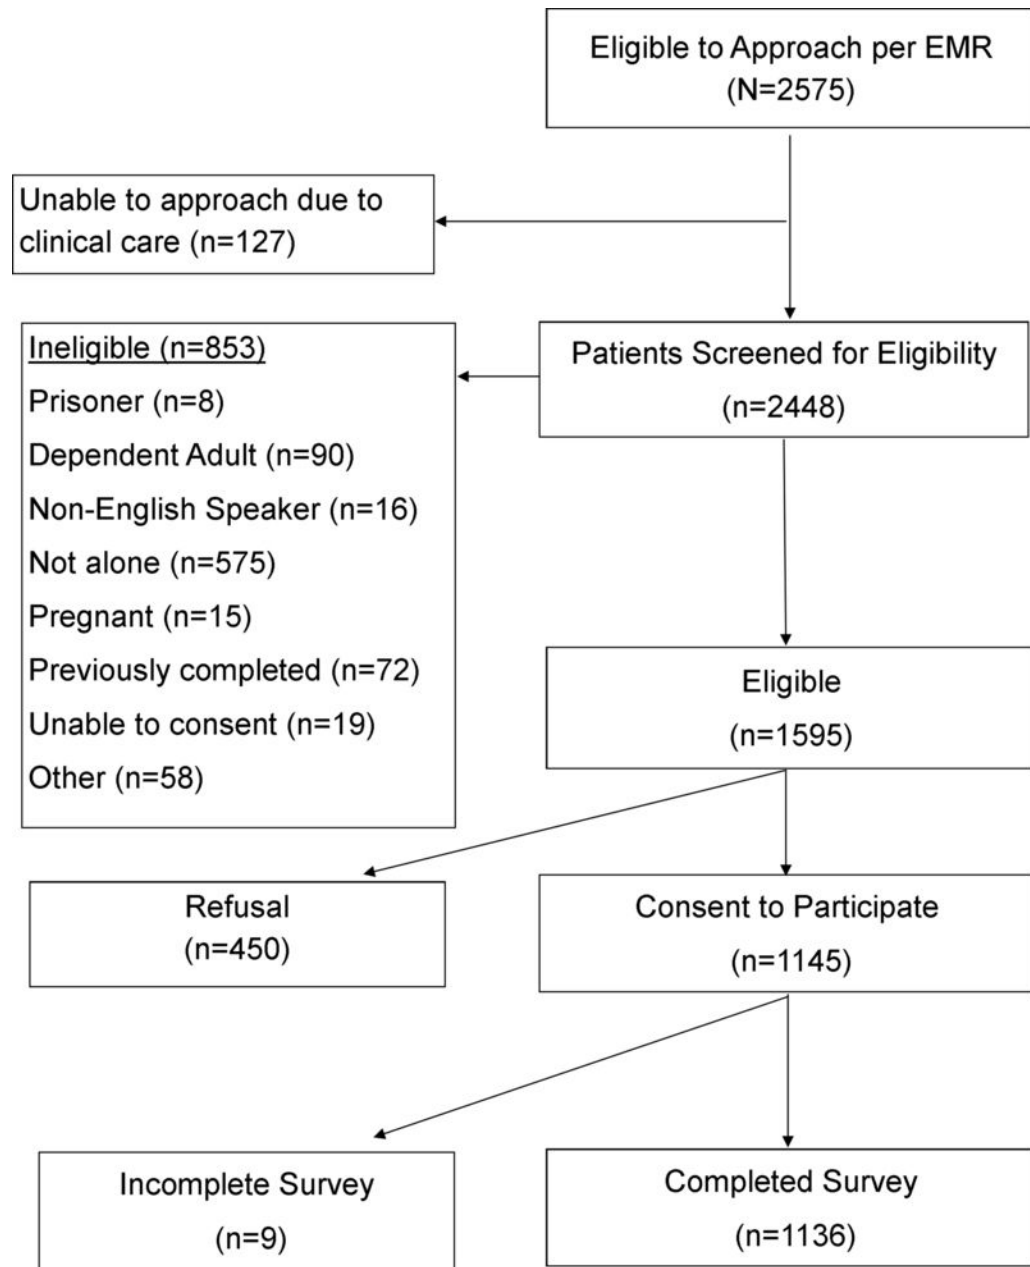 Eligible to Approach per EMR
(N=2575)
Unable to approach due to
clinical care (n=127)
Patients Screened for Eligibility
(n=2448)
Ineligible (n=853)
Prisoner (n=8)
Dependent Adult (n=90)
Non-English Speaker (n=16)
Not alone (n=575)
Pregnant (n=15)
Previously completed (n=72)
Unable to consent (n=19)
Other (n=58)
Eligible
(n=1595)
Refusal
(n=450)
Consent to Participate
(n=1145)
Incomplete Survey
(n=9)
Completed Survey
(n=1136)